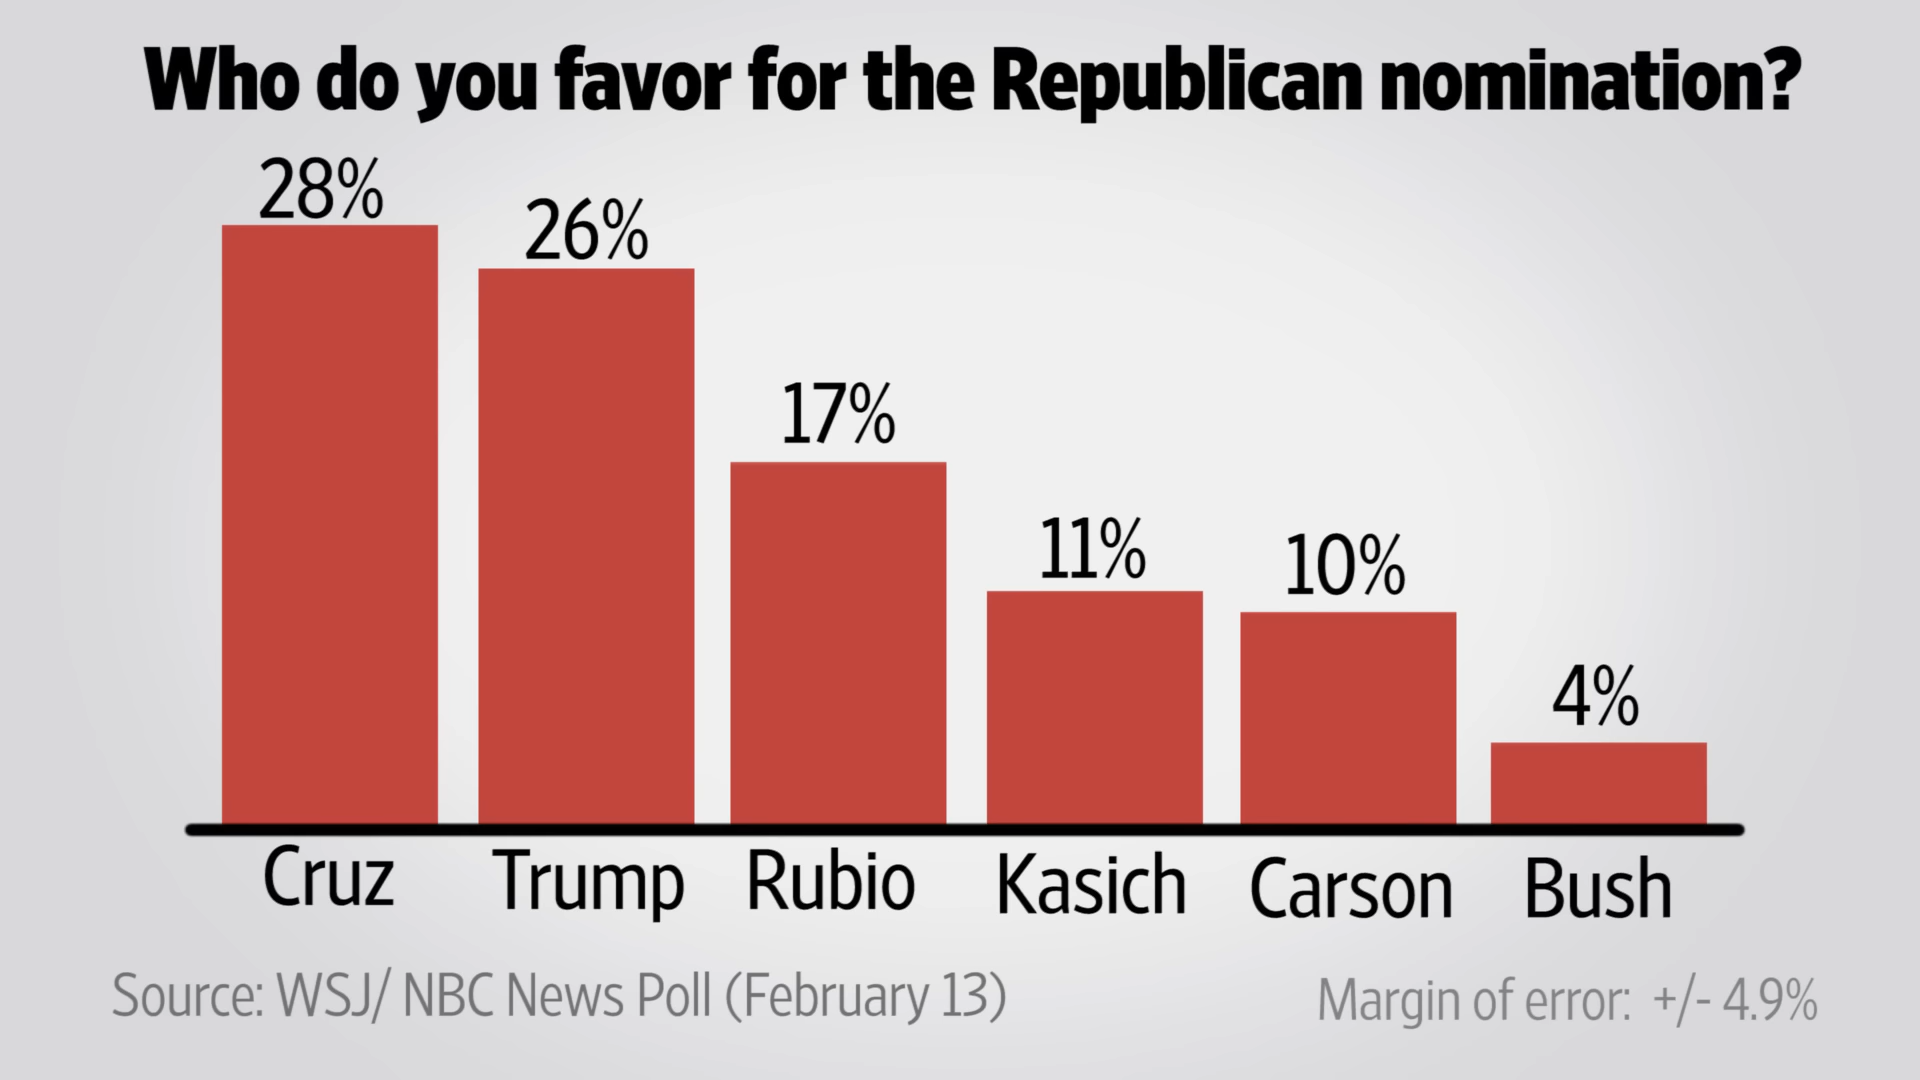 Who do you favor for the Republican nomination?
28%
26%
17%
11%
10%
4%
Cruz Trump Rubio Kasich Carson Bush
Source: WSJ/ NBC News Poll (February 13)
Margin of error: +/- 4.9%